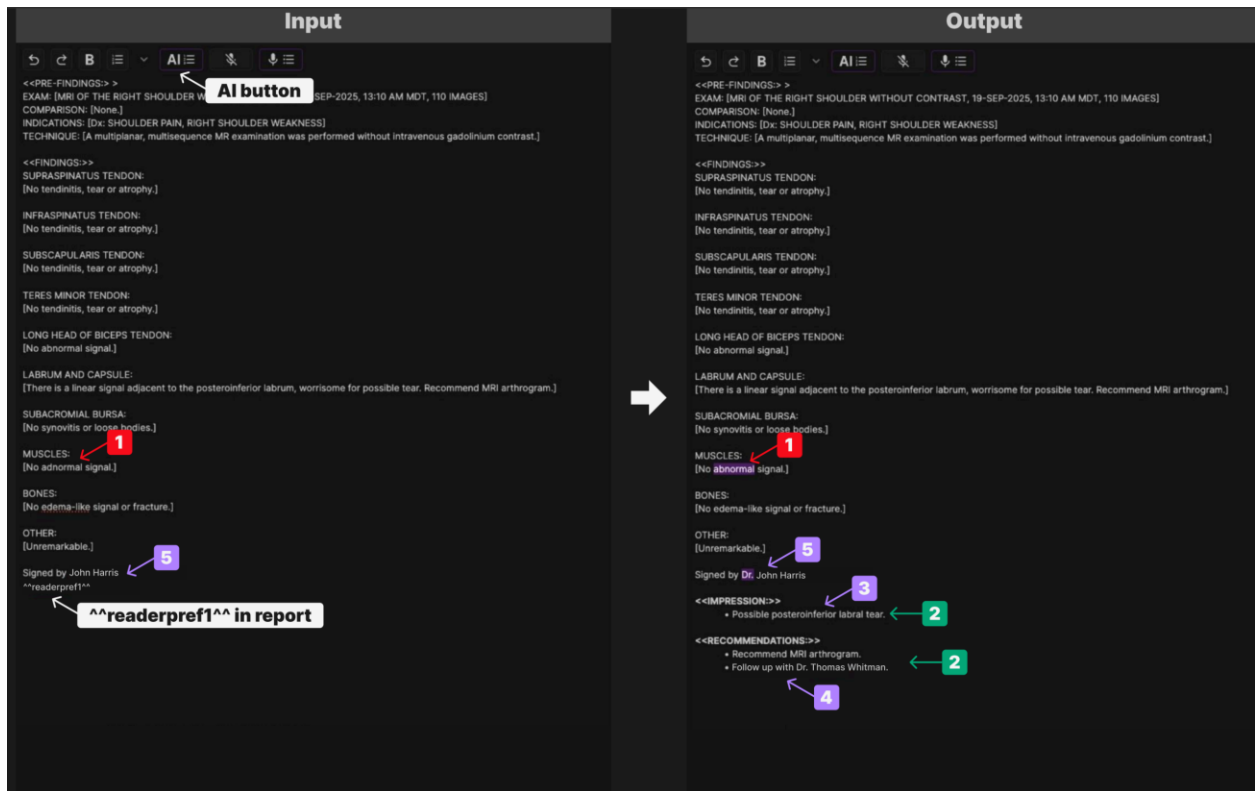 Input
B
AI
AI button
<<PRE-FINDINGS:> >
EXAM: [MRI OF THE RIGHT SHOULDER W SEP-2025, 13:10 AM MDT, 110 IMAGES]
COMPARISON: [None.]
INDICATIONS: [Dx: SHOULDER PAIN, RIGHT SHOULDER WEAKNESS]
TECHNIQUE: [A multiplanar, multisequence MR examination was performed without intravenous gadolinium contrast.]
<<FINDINGS:>>
SUPRASPINATUS TENDON:
[No tendinitis, tear or atrophy.]
INFRASPINATUS TENDON:
[No tendinitis, tear or atrophy.]
SUBSCAPULARIS TENDON:
[No tendinitis, tear or atrophy.]
TERES MINOR TENDON:
[No tendinitis, tear or atrophy.]
LONG HEAD OF BICEPS TENDON:
[No abnormal signal.]
LABRUM AND CAPSULE:
[There is a linear signal adjacent to the posteroinferior labrum, worrisome for possible tear. Recommend MRI arthrogram.]
SUBACROMIAL BURSA:
[No synovitis or loose bodies.]
1
MUSCLES:
[No adnormal signal.]
BONES:
[No edema-like signal or fracture.]
OTHER:
[Unremarkable.]
5
Signed by John Harris
^^readerpref1^^
^^readerpref1^^ in report
Output
B
AI
<<PRE-FINDINGS:> >
EXAM: [MRI OF THE RIGHT SHOULDER WITHOUT CONTRAST, 19-SEP-2025, 13:10 AM MDT, 110 IMAGES]
COMPARISON: [None.]
INDICATIONS: [Dx: SHOULDER PAIN, RIGHT SHOULDER WEAKNESS]
TECHNIQUE: [A multiplanar, multisequence MR examination was performed without intravenous gadolinium contrast.]
<<FINDINGS:>>
SUPRASPINATUS TENDON:
[No tendinitis, tear or atrophy.]
INFRASPINATUS TENDON:
[No tendinitis, tear or atrophy.]
SUBSCAPULARIS TENDON:
[No tendinitis, tear or atrophy.]
TERES MINOR TENDON:
[No tendinitis, tear or atrophy.]
LONG HEAD OF BICEPS TENDON:
[No abnormal signal.]
LABRUM AND CAPSULE:
[There is a linear signal adjacent to the posteroinferior labrum, worrisome for possible tear. Recommend MRI arthrogram.]
SUBACROMIAL BURSA:
[No synovitis or loose bodies.]
1
MUSCLES:
[No abnormal signal.]
BONES:
[No edema-like signal or fracture.]
OTHER:
[Unremarkable.]
5
Signed by Dr. John Harris
3
<<IMPRESSION:>>
• Possible posteroinferior labral tear.
2
<<RECOMMENDATIONS:>>
• Recommend MRI arthrogram.
• Follow up with Dr. Thomas Whitman.
2
4